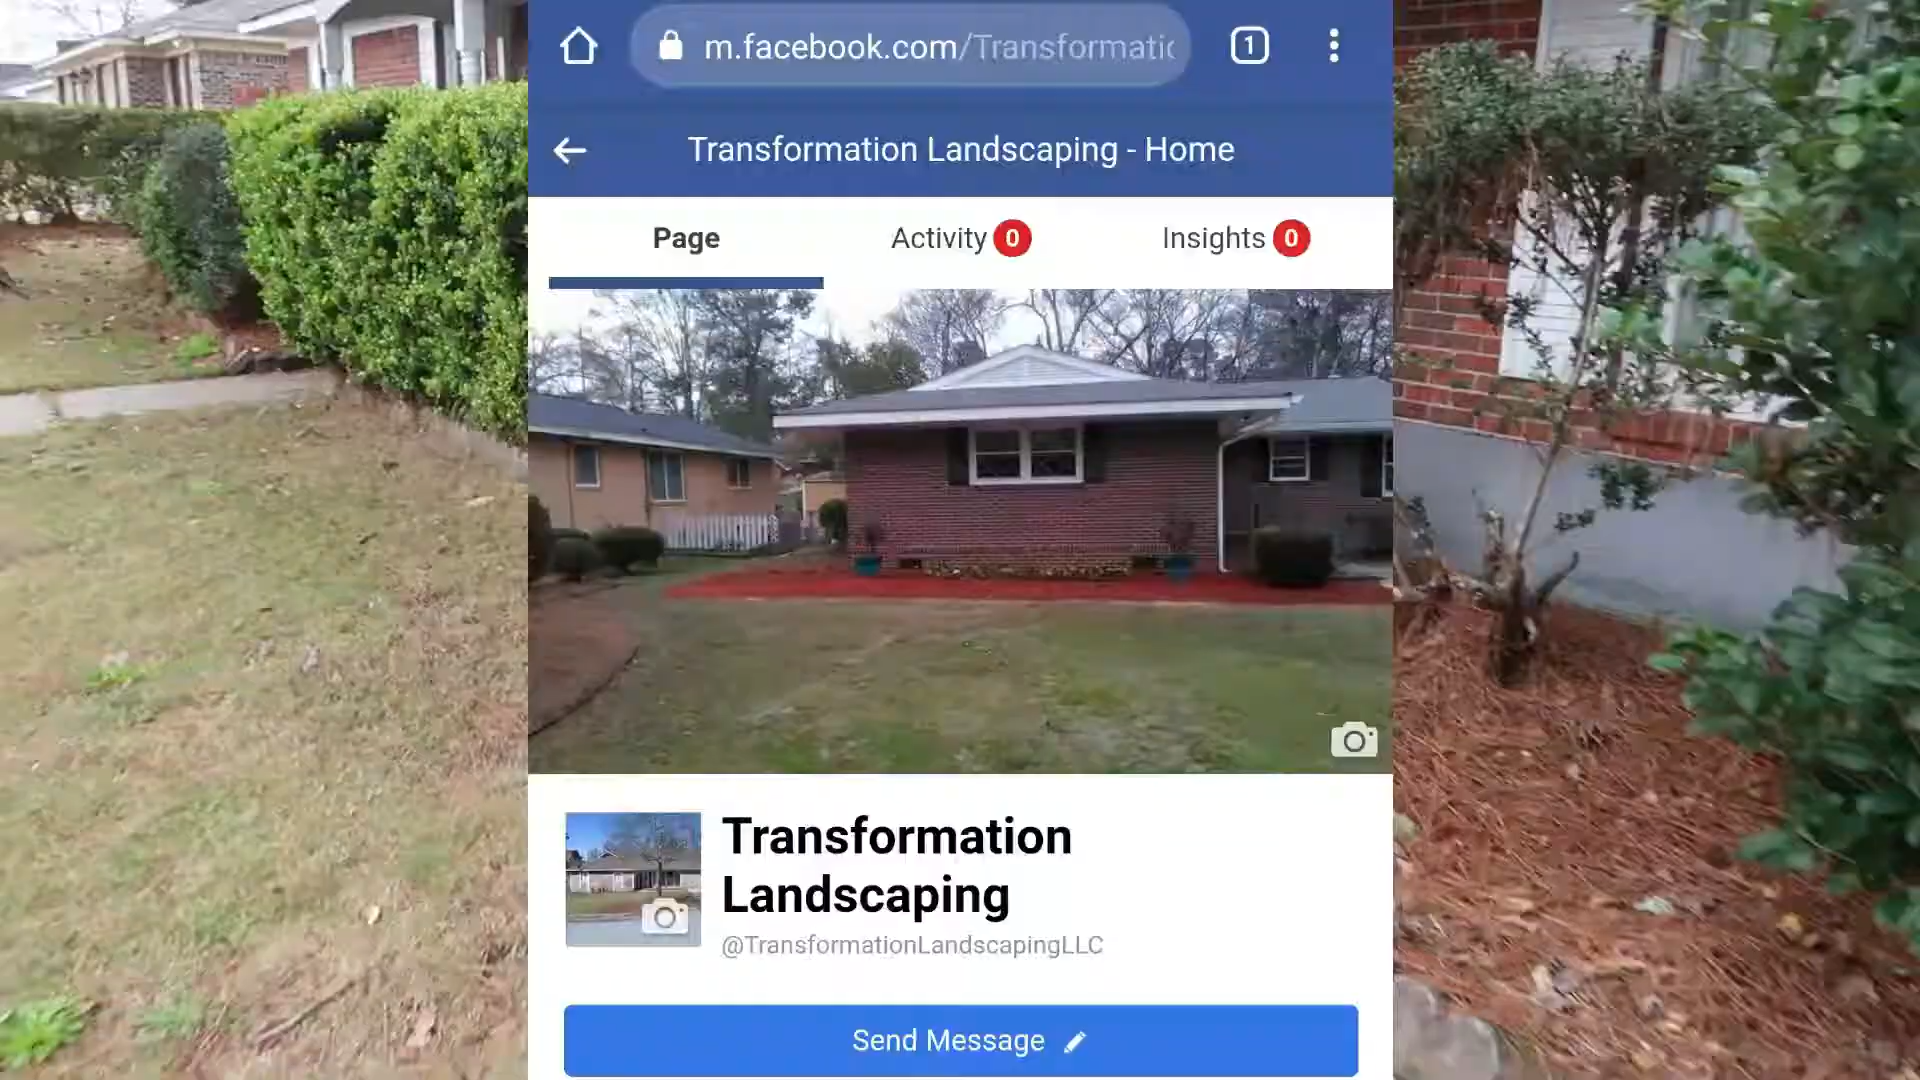 m.facebook.com/Transformatic
1
Transformation Landscaping - Home
Page
Activity 0
Insights 0
Transformation
Landscaping
@TransformationLandscapingLLC
Send Message